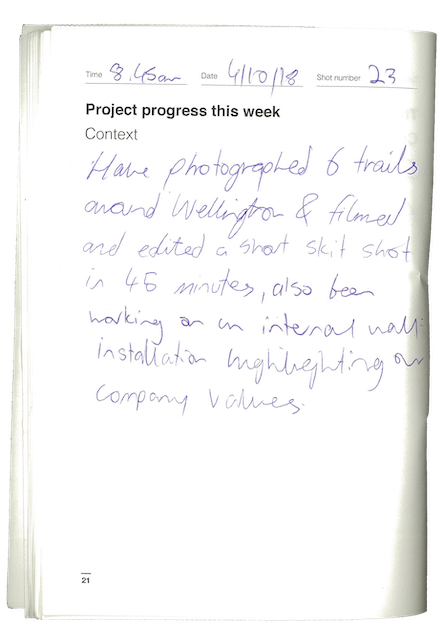 Time 8.45am Date 4/10/18 Shot number 23
Project progress this week
Context
Have photographed 6 trails
around Wellington & filmed
and edited a short skit shot
in 45 minutes, also been
working on an internal wall
installation highlighting our
company values.
21